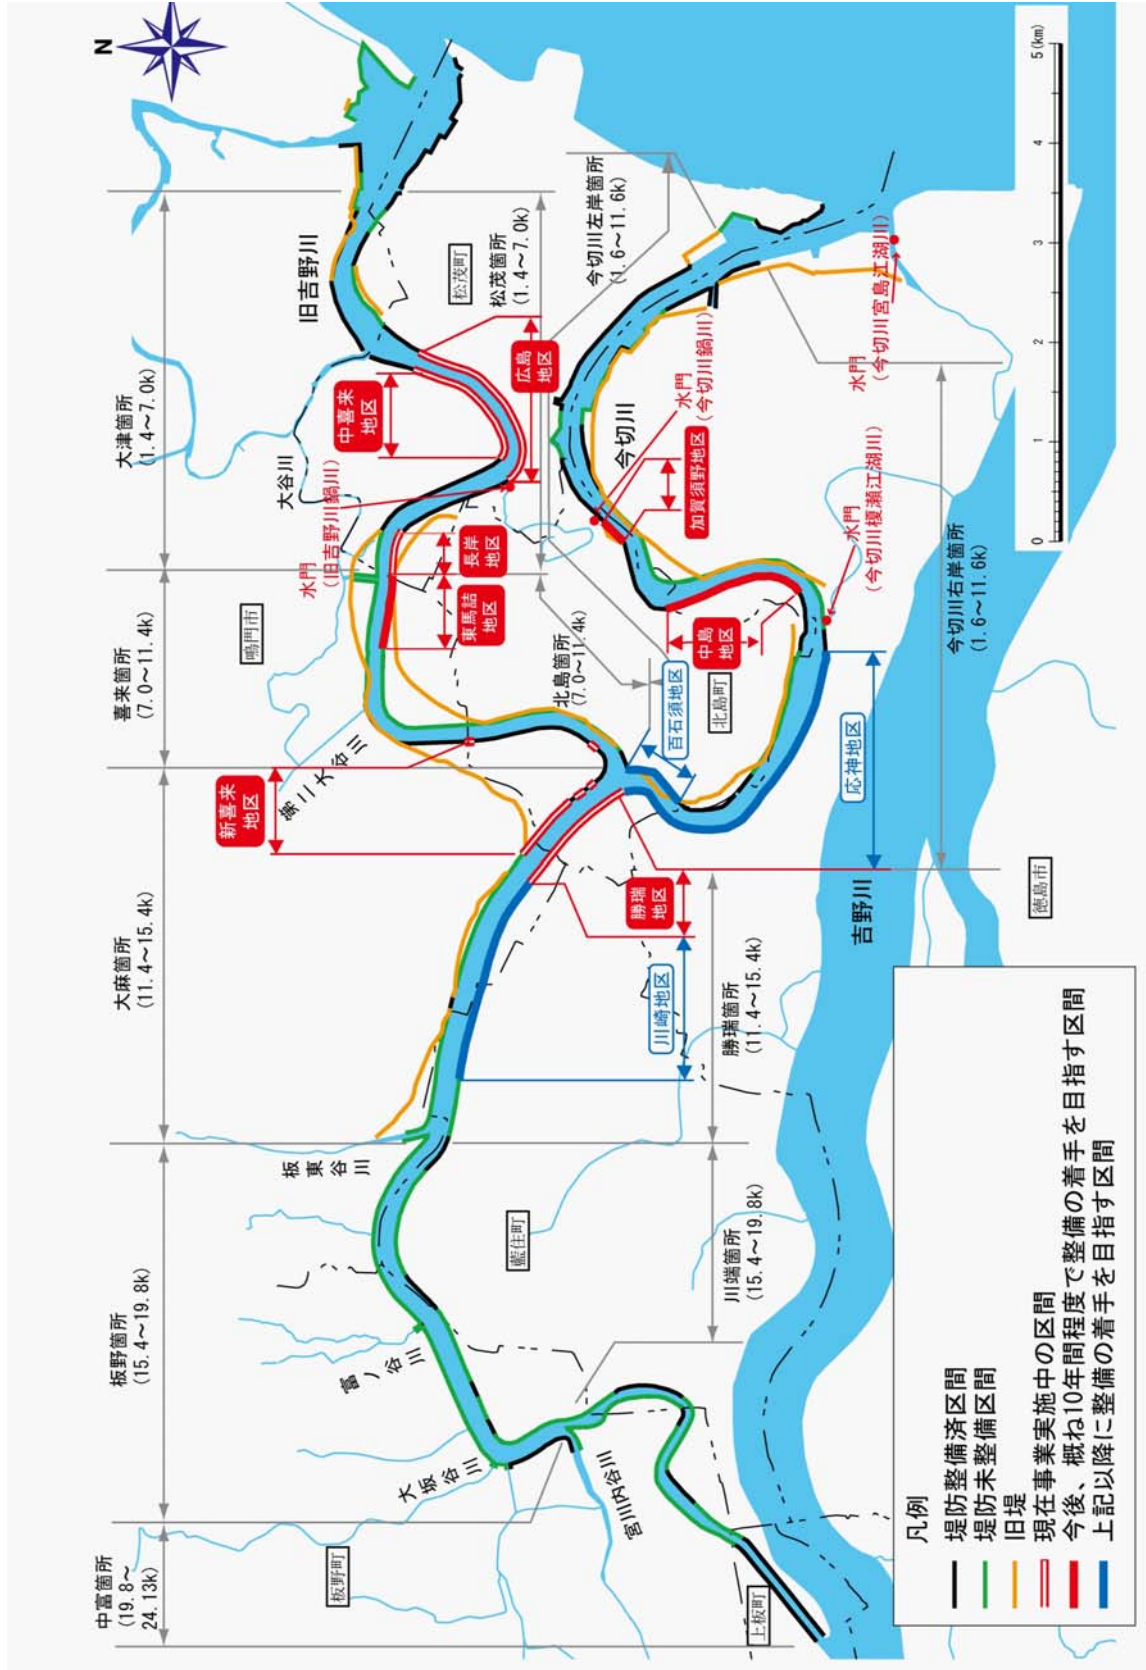 N
中富箇所
(19.8～
24.13k)
板野箇所
(15.4～19.8k)
大麻箇所
(11.4～15.4k)
喜来箇所
(7.0～11.4k)
大津箇所
(1.4～7.0k)
旧吉野川
大谷川
水門
(旧吉野川鍋川)
鳴門市
第二大谷川
新喜来
地区
中喜来
地区
松茂町
松茂箇所
(1.4～7.0k)
広島
地区
長岸
地区
東馬詰
地区
北島箇所
(7.0～11.4k)
今切川左岸箇所
(1.6～11.6k)
今切川
水門
(今切川鍋川)
加賀須野地区
中島
地区
百石須地区
北島町
水門
(今切川宮島江湖川)
水門
(今切川榎瀬江湖川)
今切川右岸箇所
(1.6～11.6k)
応神地区
勝瑞
地区
川崎地区
勝瑞箇所
(11.4～15.4k)
川端箇所
(15.4～19.8k)
板東谷川
藍住町
富ノ谷川
大坂谷川
宮川内谷川
板野町
上板町
吉野川
徳島市
0 1 2 3 4 5(km)
凡例
堤防整備済区間
堤防未整備区間
旧堤
現在事業実施中の区間
今後、概ね10年間程度で整備の着手を目指す区間
上記以降に整備の着手を目指す区間